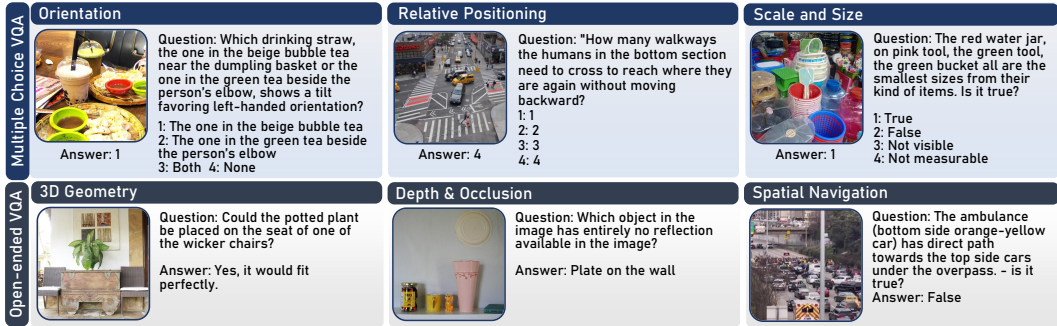 Multiple Choice VQA
Orientation
Question: Which drinking straw,
the one in the beige bubble tea
near the dumpling basket or the
one in the green tea beside the
person's elbow, shows a tilt
favoring left-handed orientation?
1: The one in the beige bubble tea
2: The one in the green tea beside
the person's elbow
3: Both 4: None
Answer: 1
Relative Positioning
Question: "How many walkways
the humans in the bottom section
need to cross to reach where they
are again without moving
backward?
1: 1
2: 2
3: 3
4: 4
Answer: 4
Scale and Size
Question: The red water jar,
on pink tool, the green tool,
the green bucket all are the
smallest sizes from their
kind of items. Is it true?
1: True
2: False
3: Not visible
4: Not measurable
Answer: 1
Open-ended VQA
3D Geometry
Question: Could the potted plant
be placed on the seat of one of
the wicker chairs?
Answer: Yes, it would fit
perfectly.
Depth & Occlusion
Question: Which object in the
image has entirely no reflection
available in the image?
Answer: Plate on the wall
Spatial Navigation
Question: The ambulance
(bottom side orange-yellow
car) has direct path
towards the top side cars
under the overpass. - is it
true?
Answer: False